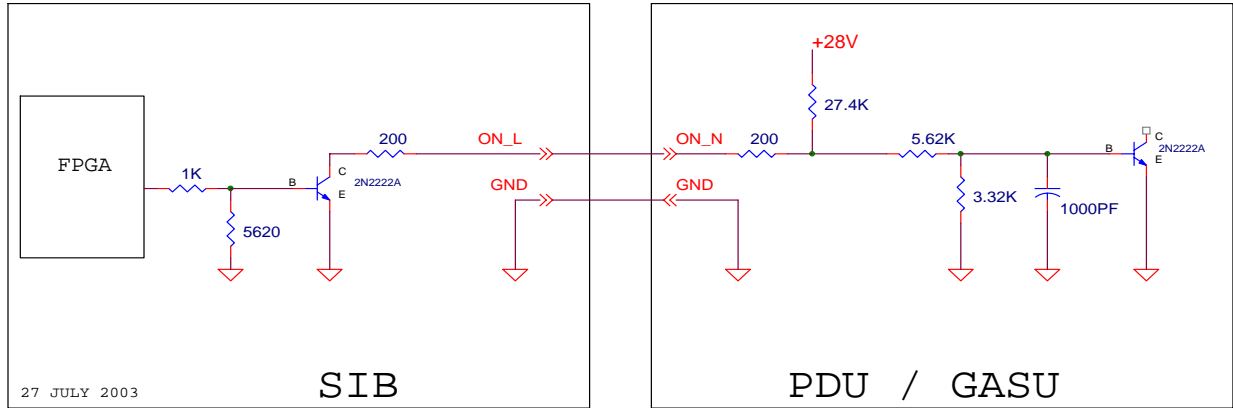 +28V
27.4K
FPGA
1K
5620
B
C
E
2N2222A
200
ON_L
GND
ON_N
GND
200
5.62K
3.32K
1000PF
B
C
E
2N2222A
27 JULY 2003
SIB
PDU / GASU